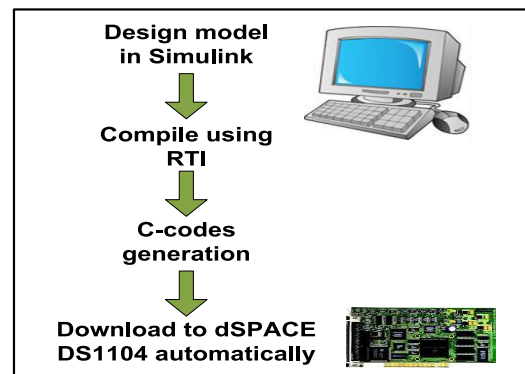 Design model
in Simulink
Compile using
RTI
C-codes
generation
Download to dSPACE
DS1104 automatically